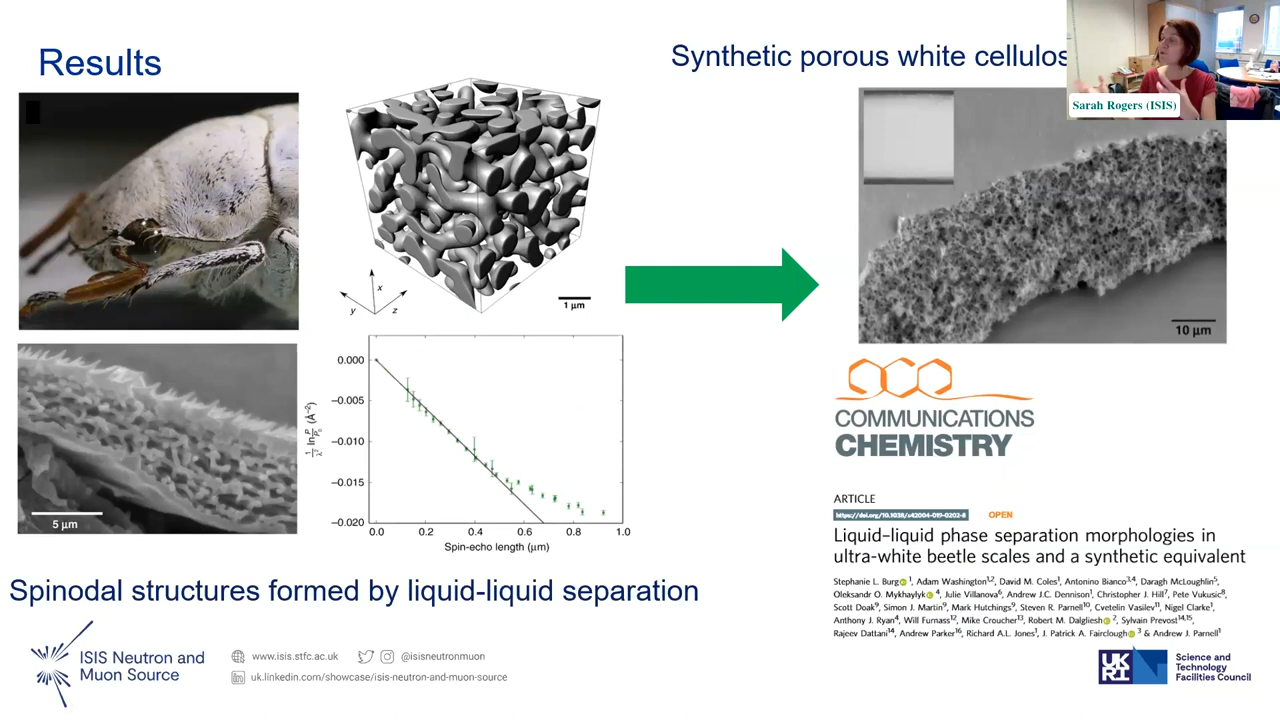 Results
Synthetic porous white cellulos
Sarah Rogers (ISIS)
x
y
z
1 µm
10 µm
5 µm
0.000
−0.005
−0.010
−0.015
−0.020
0.0 0.2 0.4 0.6 0.8 1.0
Spin-echo length (µm)
COMMUNICATIONS
CHEMISTRY
ARTICLE
https://doi.org/10.1038/s42004-019-0202-8 OPEN
Liquid–liquid phase separation morphologies in
ultra-white beetle scales and a synthetic equivalent
Stephanie L. Burg 1, Adam Washington1,2, David M. Coles1, Antonino Bianco3,4, Daragh McLoughlin5,
Oleksandr O. Mykhaylyk 4, Julie Villanova6, Andrew J.C. Dennison1, Christopher J. Hill7, Pete Vukusic8,
Scott Doak9, Simon J. Martin9, Mark Hutchings9, Steven R. Parnell10, Cvetelin Vasilev11, Nigel Clarke1,
Anthony J. Ryan4, Will Furnass12, Mike Croucher13, Robert M. Dalgliesh 2, Sylvain Prevost14,15,
Rajeev Dattani14, Andrew Parker16, Richard A.L. Jones1, J. Patrick A. Fairclough 3 & Andrew J. Parnell1
Spinodal structures formed by liquid-liquid separation
ISIS Neutron and
Muon Source
www.isis.stfc.ac.uk
@isisneutronmuon
uk.linkedin.com/showcase/isis-neutron-and-muon-source
UK
RI
Science and
Technology
Facilities Council